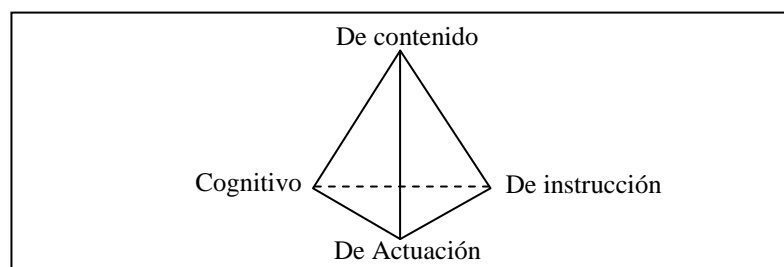 De contenido
Cognitivo
De instrucción
De Actuación